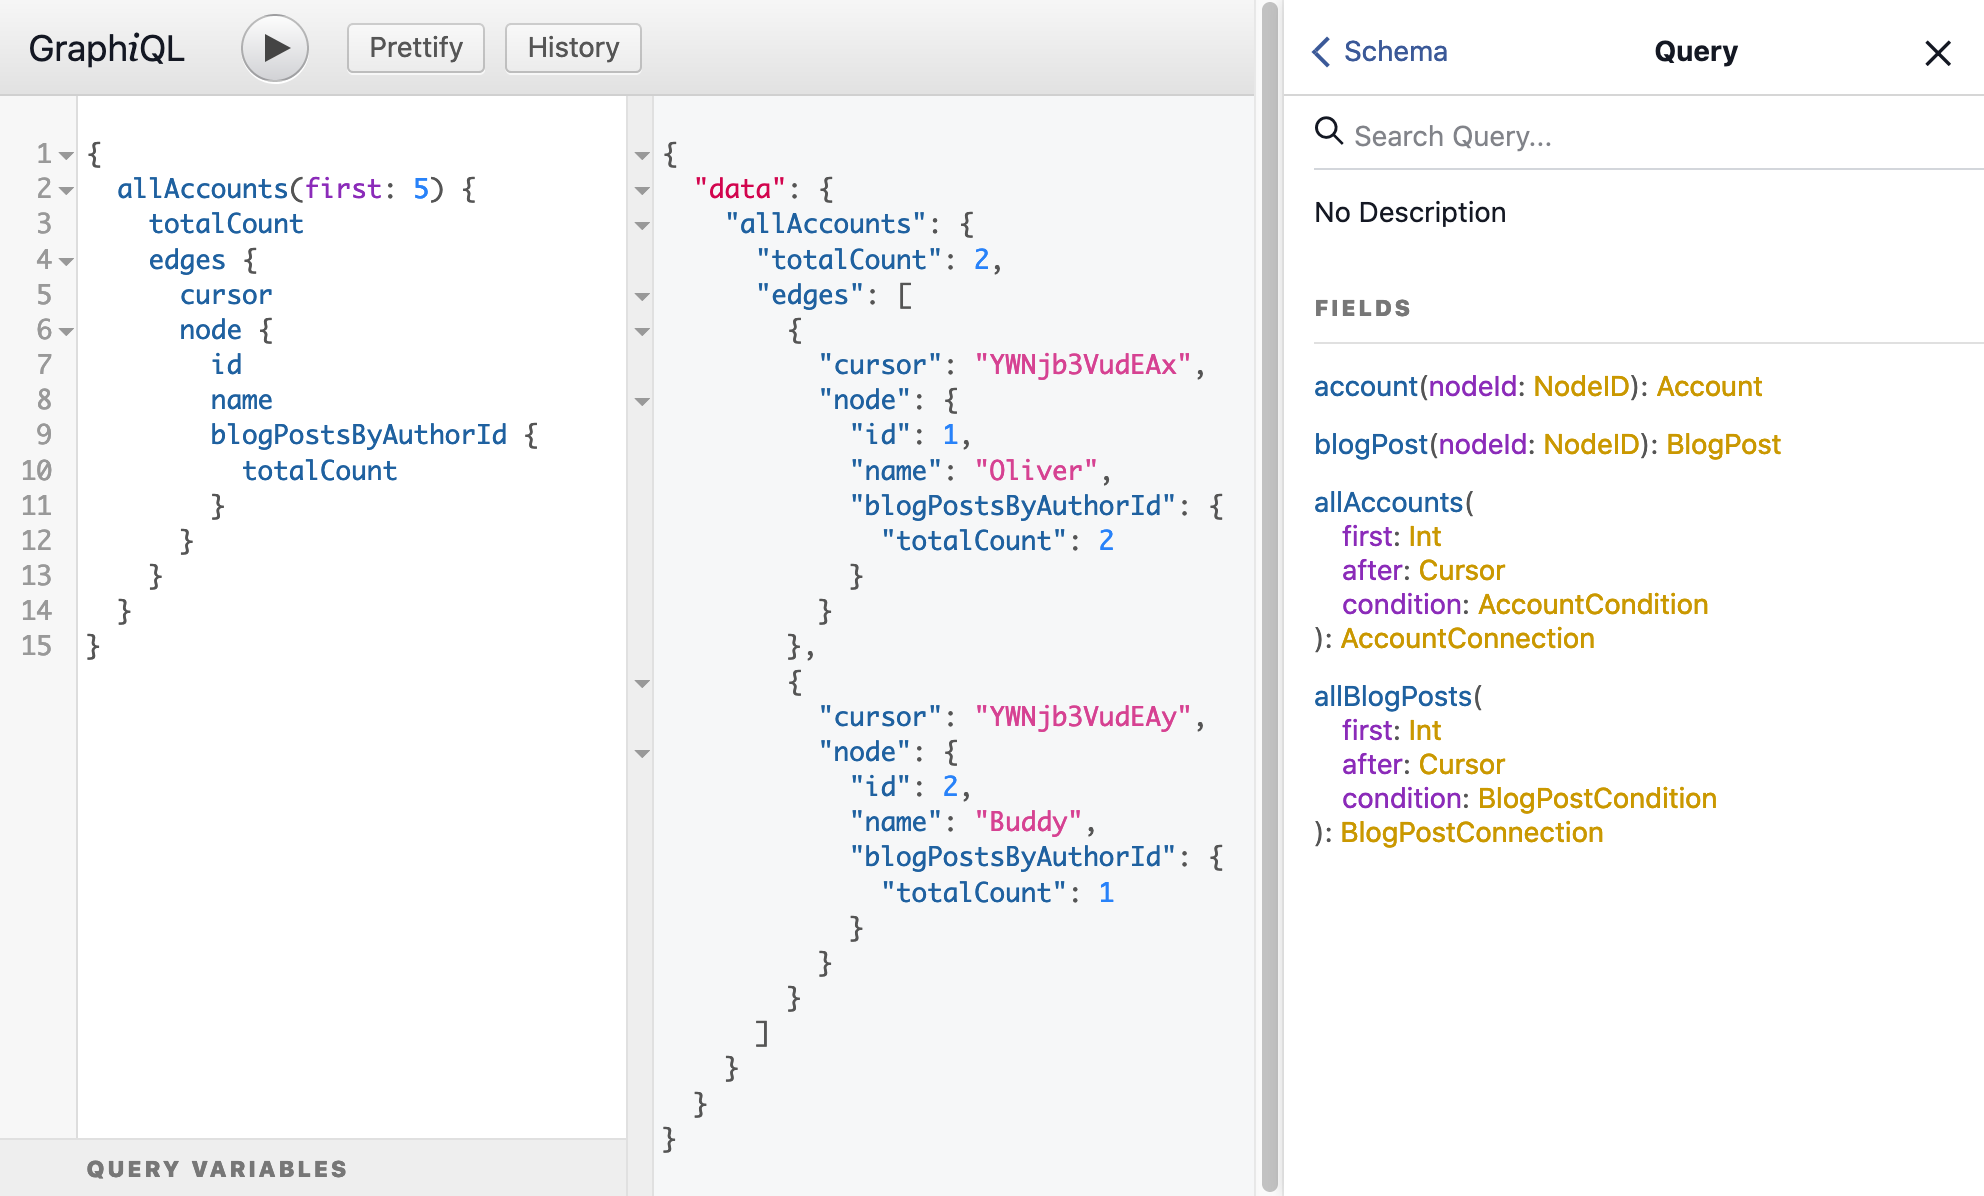 GraphiQL
Prettify
History
1 {
2   allAccounts(first: 5) {
3     totalCount
4     edges {
5       cursor
6       node {
7         id
8         name
9         blogPostsByAuthorId {
10           totalCount
11         }
12       }
13     }
14   }
15 }
QUERY VARIABLES
{
  "data": {
    "allAccounts": {
      "totalCount": 2,
      "edges": [
        {
          "cursor": "YWNjb3VudEAx",
          "node": {
            "id": 1,
            "name": "Oliver",
            "blogPostsByAuthorId": {
              "totalCount": 2
            }
          }
        },
        {
          "cursor": "YWNjb3VudEAy",
          "node": {
            "id": 2,
            "name": "Buddy",
            "blogPostsByAuthorId": {
              "totalCount": 1
            }
          }
        }
      ]
    }
  }
}
Schema
Query
Search Query...
No Description
FIELDS
account(nodeId: NodeID): Account
blogPost(nodeId: NodeID): BlogPost
allAccounts(
first: Int
after: Cursor
condition: AccountCondition
): AccountConnection
allBlogPosts(
first: Int
after: Cursor
condition: BlogPostCondition
): BlogPostConnection